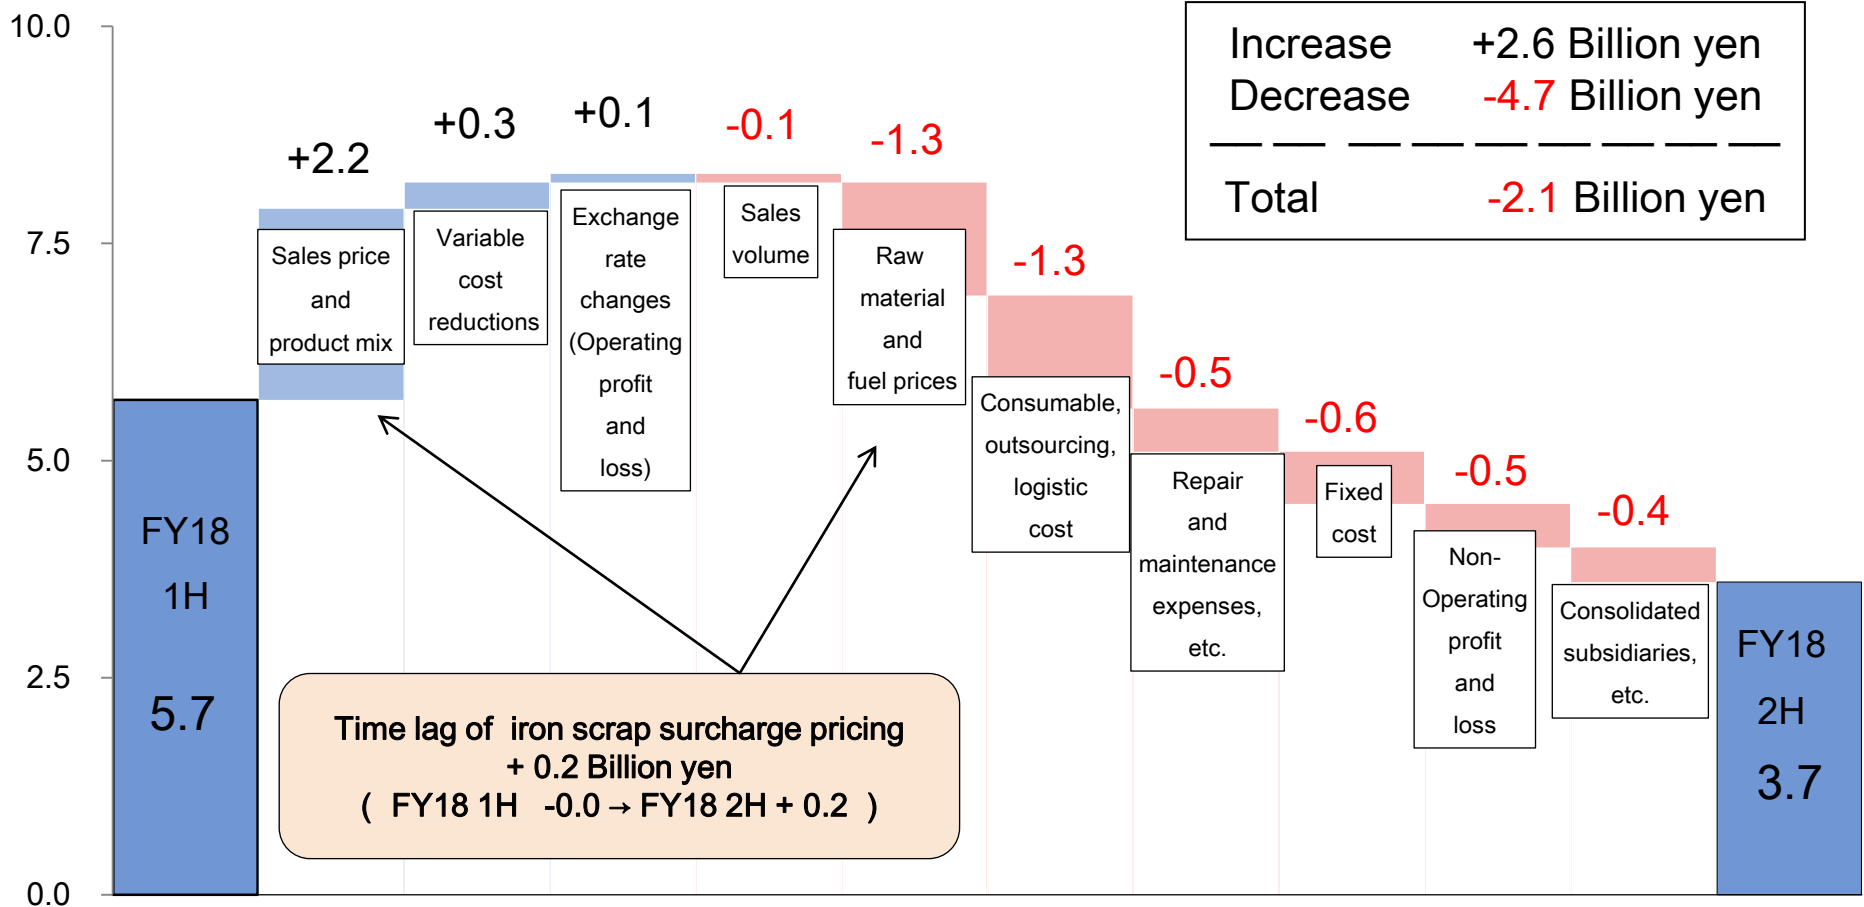 10.0
7.5
5.0
2.5
0.0
Increase +2.6 Billion yen
Decrease -4.7 Billion yen
Total -2.1 Billion yen
FY18
1H
5.7
+2.2
Sales price
and
product mix
+0.3
Variable
cost
reductions
+0.1
Exchange
rate
changes
(Operating
profit
and
loss)
-0.1
Sales
volume
-1.3
Raw
material
and
fuel prices
-1.3
Consumable,
outsourcing,
logistic
cost
-0.5
Repair
and
maintenance
expenses,
etc.
-0.6
Fixed
cost
-0.5
Non-
Operating
profit
and
loss
-0.4
Consolidated
subsidiaries,
etc.
FY18
2H
3.7
Time lag of iron scrap surcharge pricing
+ 0.2 Billion yen
( FY18 1H -0.0 → FY18 2H + 0.2 )